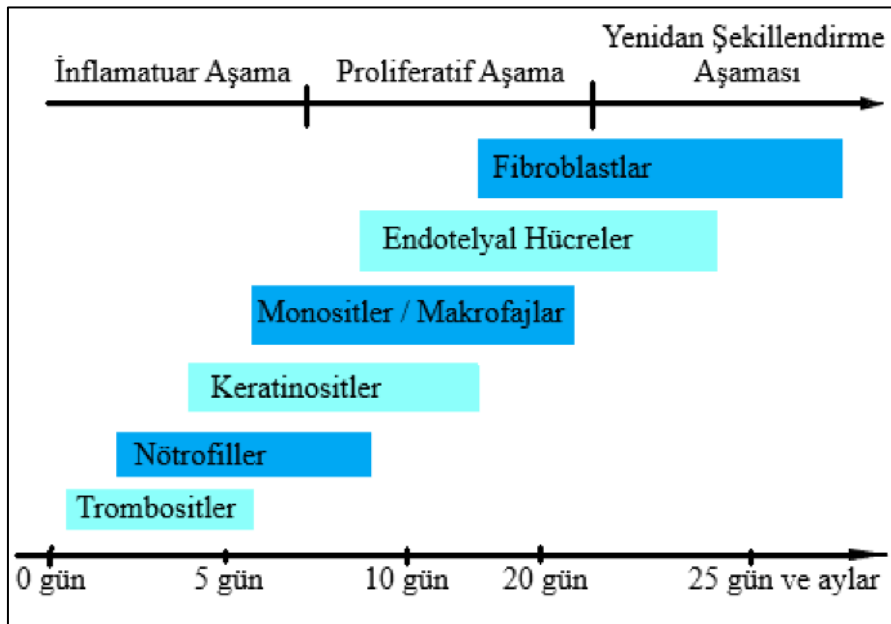 Yenidan Şekillendirme
İnflamatuar Aşama Proliferatif Aşama Aşaması
Fibroblastlar
Endotelyal Hücreler
Monositler / Makrofajlar
Keratinositler
Nötrofiller
Trombositler
0 gün 5 gün 10 gün 20 gün 25 gün ve aylar